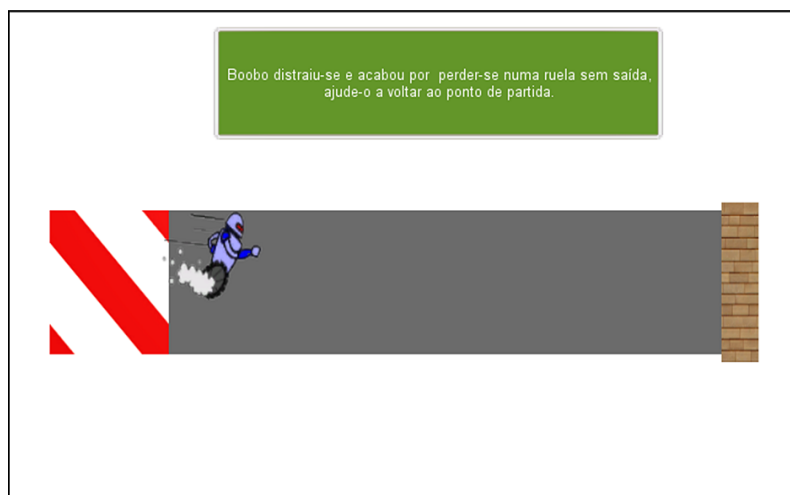 Boobo distraiu-se e acabou por perder-se numa ruela sem saída,
ajude-o a voltar ao ponto de partida.